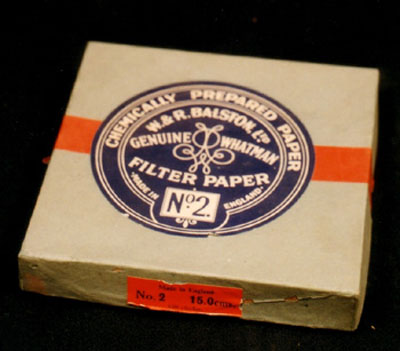 CHEMICALLY PREPARED PAPER
W. & R. BALSTON, LTD
GENUINE WHATMAN
FILTER PAPER
MADE IN ENGLAND
No. 2.
Made in England
No. 2 15.0